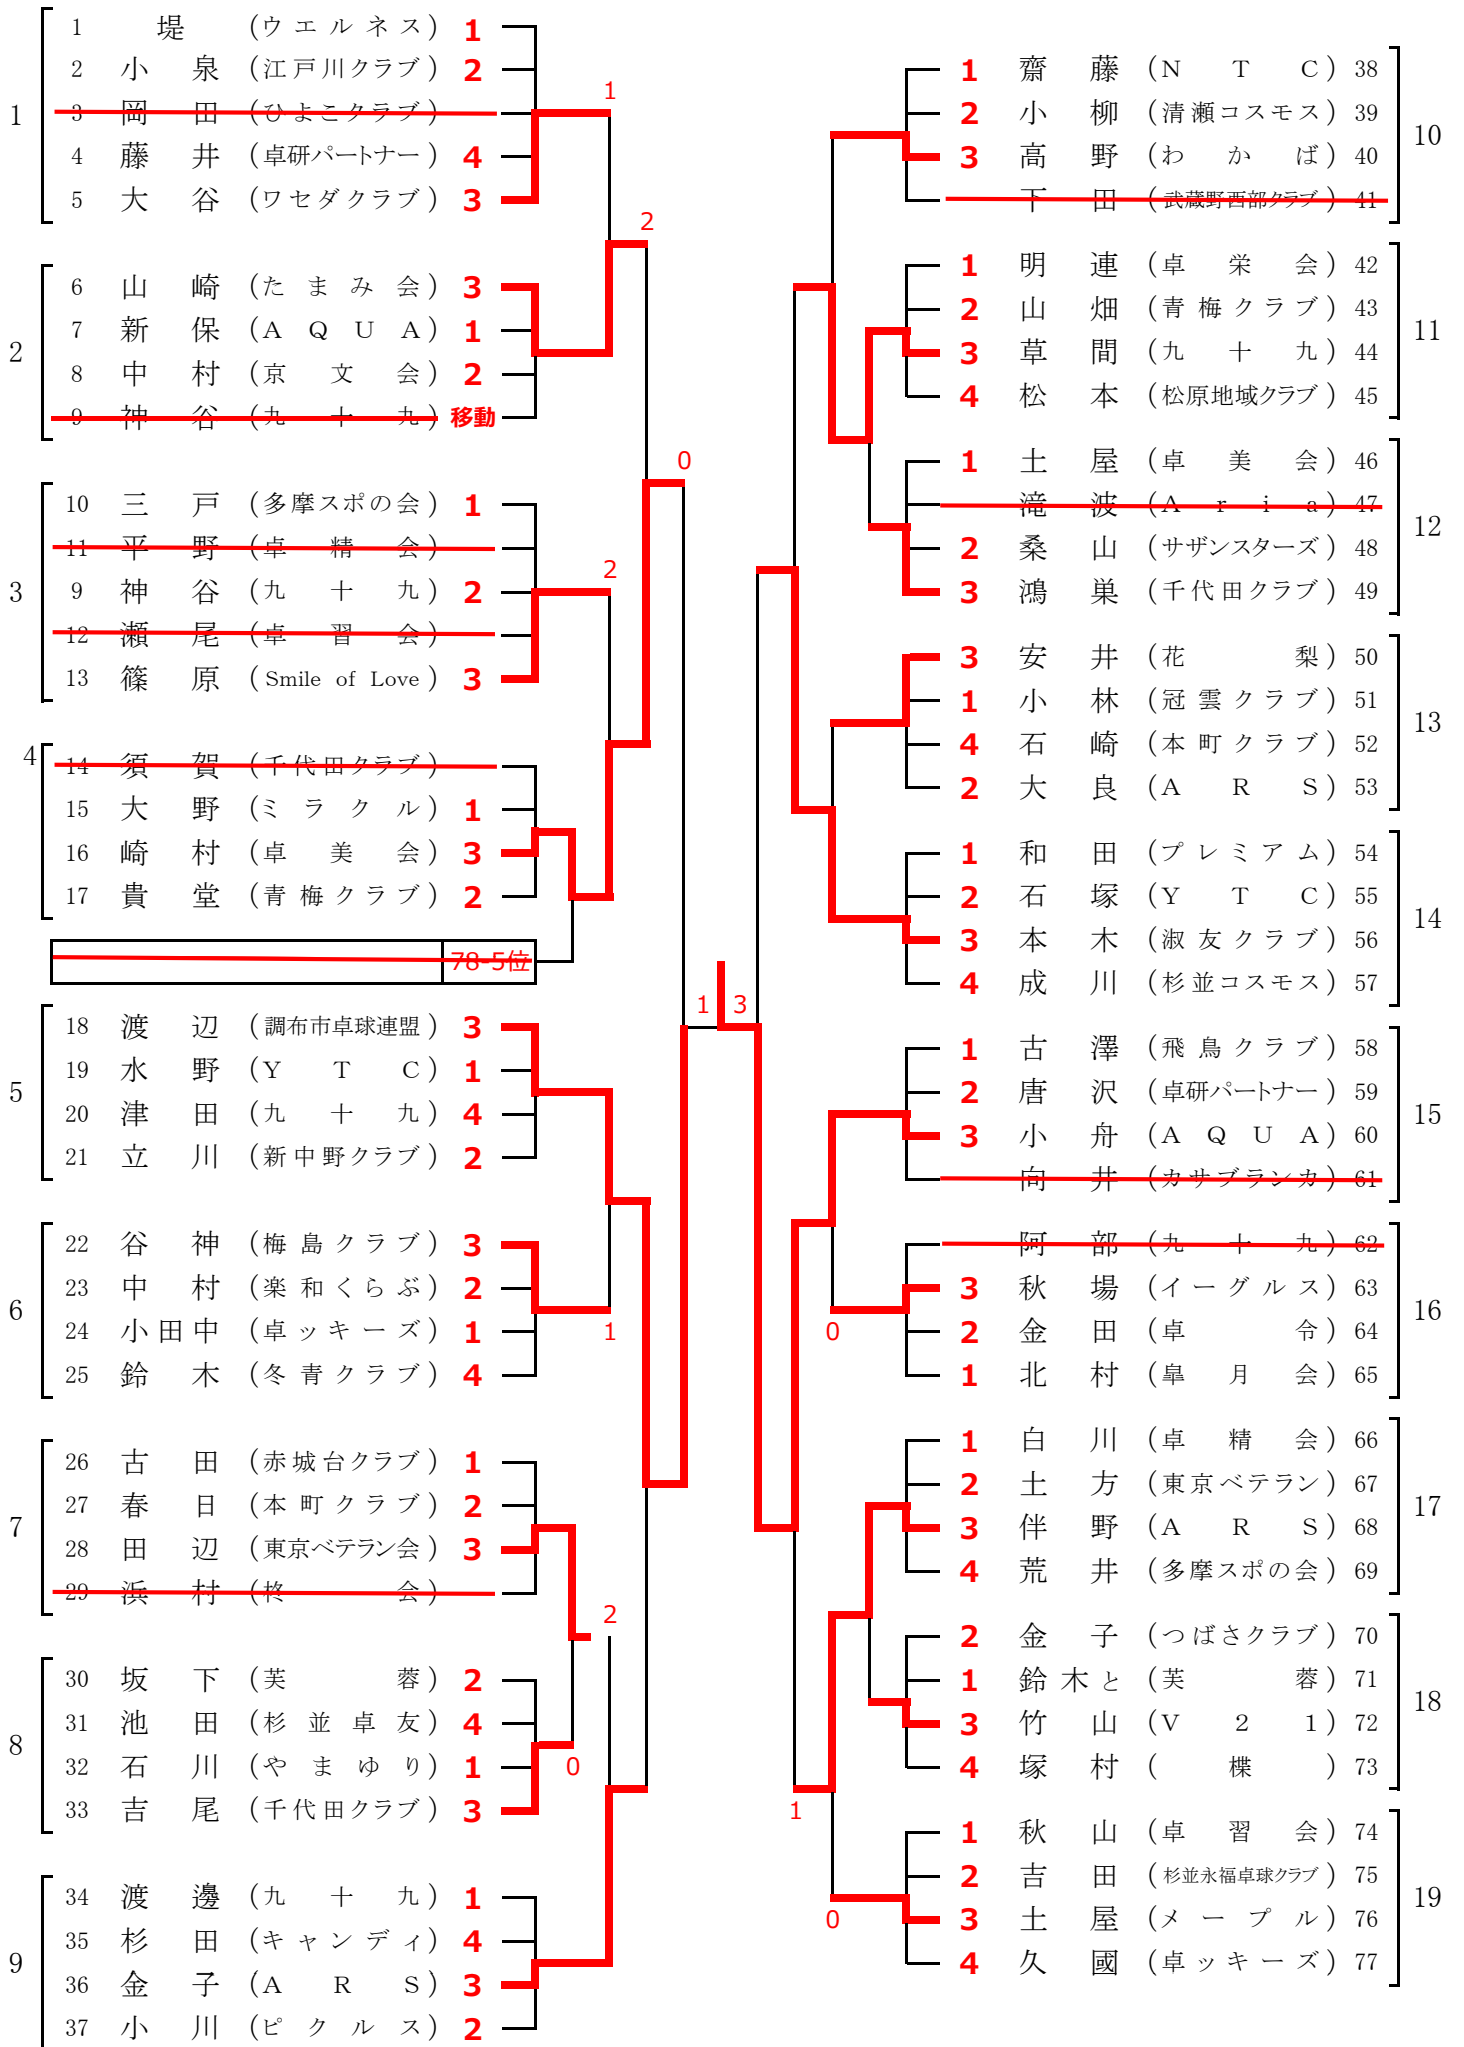 1
1 堤 (ウエルネス) 1
2 小泉 (江戸川クラブ) 2
3 岡田 (ひよこクラブ)
4 藤井 (卓研パートナー) 4
5 大谷 (ワセダクラブ) 3
1
2
2
6 山崎 (たまみ会) 3
7 新保 (AQUA) 1
8 中村 (京文会) 2
9 神谷 (九十九) 移動
0
3
10 三戸 (多摩スポの会) 1
11 平野 (卓精会)
9 神谷 (九十九) 2
12 瀬尾 (卓習会)
13 篠原 (Smile of Love) 3
2
4
14 須賀 (千代田クラブ)
15 大野 (ミラクル) 1
16 崎村 (卓美会) 3
17 貴堂 (青梅クラブ) 2
78-5位
1 3
5
18 渡辺 (調布市卓球連盟) 3
19 水野 (YTC) 1
20 津田 (九十九) 4
21 立川 (新中野クラブ) 2
6
22 谷神 (梅島クラブ) 3
23 中村 (楽和くらぶ) 2
24 小田中 (卓ッキーズ) 1
25 鈴木 (冬青クラブ) 4
1
7
26 古田 (赤城台クラブ) 1
27 春日 (本町クラブ) 2
28 田辺 (東京ベテラン会) 3
29 浜村 (柊会)
2
8
30 坂下 (芙蓉) 2
31 池田 (杉並卓友) 4
32 石川 (やまゆり) 1
33 吉尾 (千代田クラブ) 3
0
9
34 渡邊 (九十九) 1
35 杉田 (キャンディ) 4
36 金子 (ARS) 3
37 小川 (ピクルス) 2
1 齋藤 (NTC) 38
2 小柳 (清瀬コスモス) 39
3 高野 (わかば) 40
下田 (武蔵野西部クラブ) 41
10
1 明連 (卓栄会) 42
2 山畑 (青梅クラブ) 43
3 草間 (九十九) 44
4 松本 (松原地域クラブ) 45
11
1 土屋 (卓美会) 46
滝波 (Aria) 47
2 桑山 (サザンスターズ) 48
3 鴻巣 (千代田クラブ) 49
12
3 安井 (花梨) 50
1 小林 (冠雲クラブ) 51
4 石崎 (本町クラブ) 52
2 大良 (ARS) 53
13
1 和田 (プレミアム) 54
2 石塚 (YTC) 55
3 本木 (淑友クラブ) 56
4 成川 (杉並コスモス) 57
14
1 古澤 (飛鳥クラブ) 58
2 唐沢 (卓研パートナー) 59
3 小舟 (AQUA) 60
向井 (カサブランカ) 61
15
阿部 (九十九) 62
3 秋場 (イーグルス) 63
2 金田 (卓令) 64
1 北村 (皐月会) 65
16
0
1 白川 (卓精会) 66
2 土方 (東京ベテラン) 67
3 伴野 (ARS) 68
4 荒井 (多摩スポの会) 69
17
2 金子 (つばさクラブ) 70
1 鈴木と (芙蓉) 71
3 竹山 (V21) 72
4 塚村 (楪) 73
18
1
1 秋山 (卓習会) 74
2 吉田 (杉並永福卓球クラブ) 75
3 土屋 (メープル) 76
4 久國 (卓ッキーズ) 77
19
0